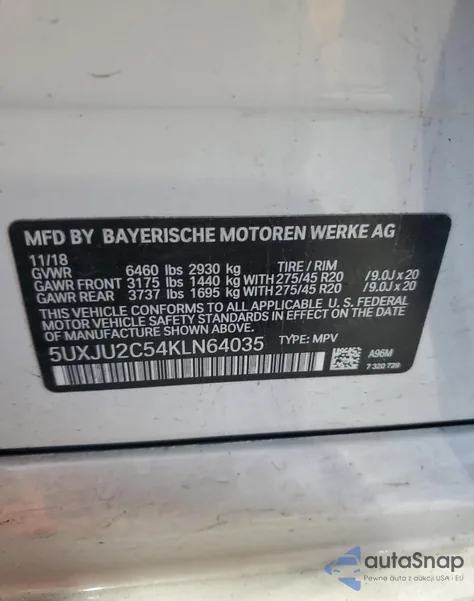 MFD BY BAYERISCHE MOTOREN WERKE AG
11/18
GVWR 6460 lbs 2930 kg TIRE / RIM
GAWR FRONT 3175 lbs 1440 kg WITH 275/45 R20 / 9.0J x 20
GAWR REAR 3737 lbs 1695 kg WITH 275/45 R20 / 9.0J x 20
THIS VEHICLE CONFORMS TO ALL APPLICABLE U. S. FEDERAL
MOTOR VEHICLE SAFETY STANDARDS IN EFFECT ON THE DATE
OF MANUFACTURE SHOWN ABOVE.
5UXJU2C54KLN64035 TYPE: MPV
A96M
7 320 729
autoSnap
Pewne auto z USA i EU